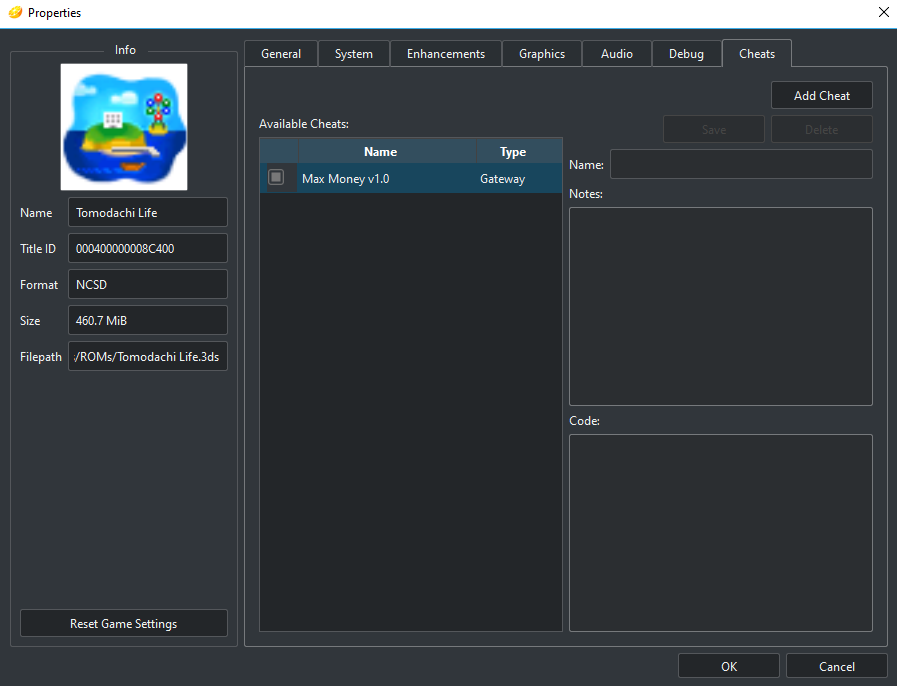 Properties
Info
Name Tomodachi Life
Title ID 000400000008C400
Format NCSD
Size 460.7 MiB
Filepath /ROMs/Tomodachi Life.3ds
Reset Game Settings
General System Enhancements Graphics Audio Debug Cheats
Add Cheat
Available Cheats:
Save Delete
Name Type
Max Money v1.0 Gateway
Name:
Notes:
Code:
OK Cancel